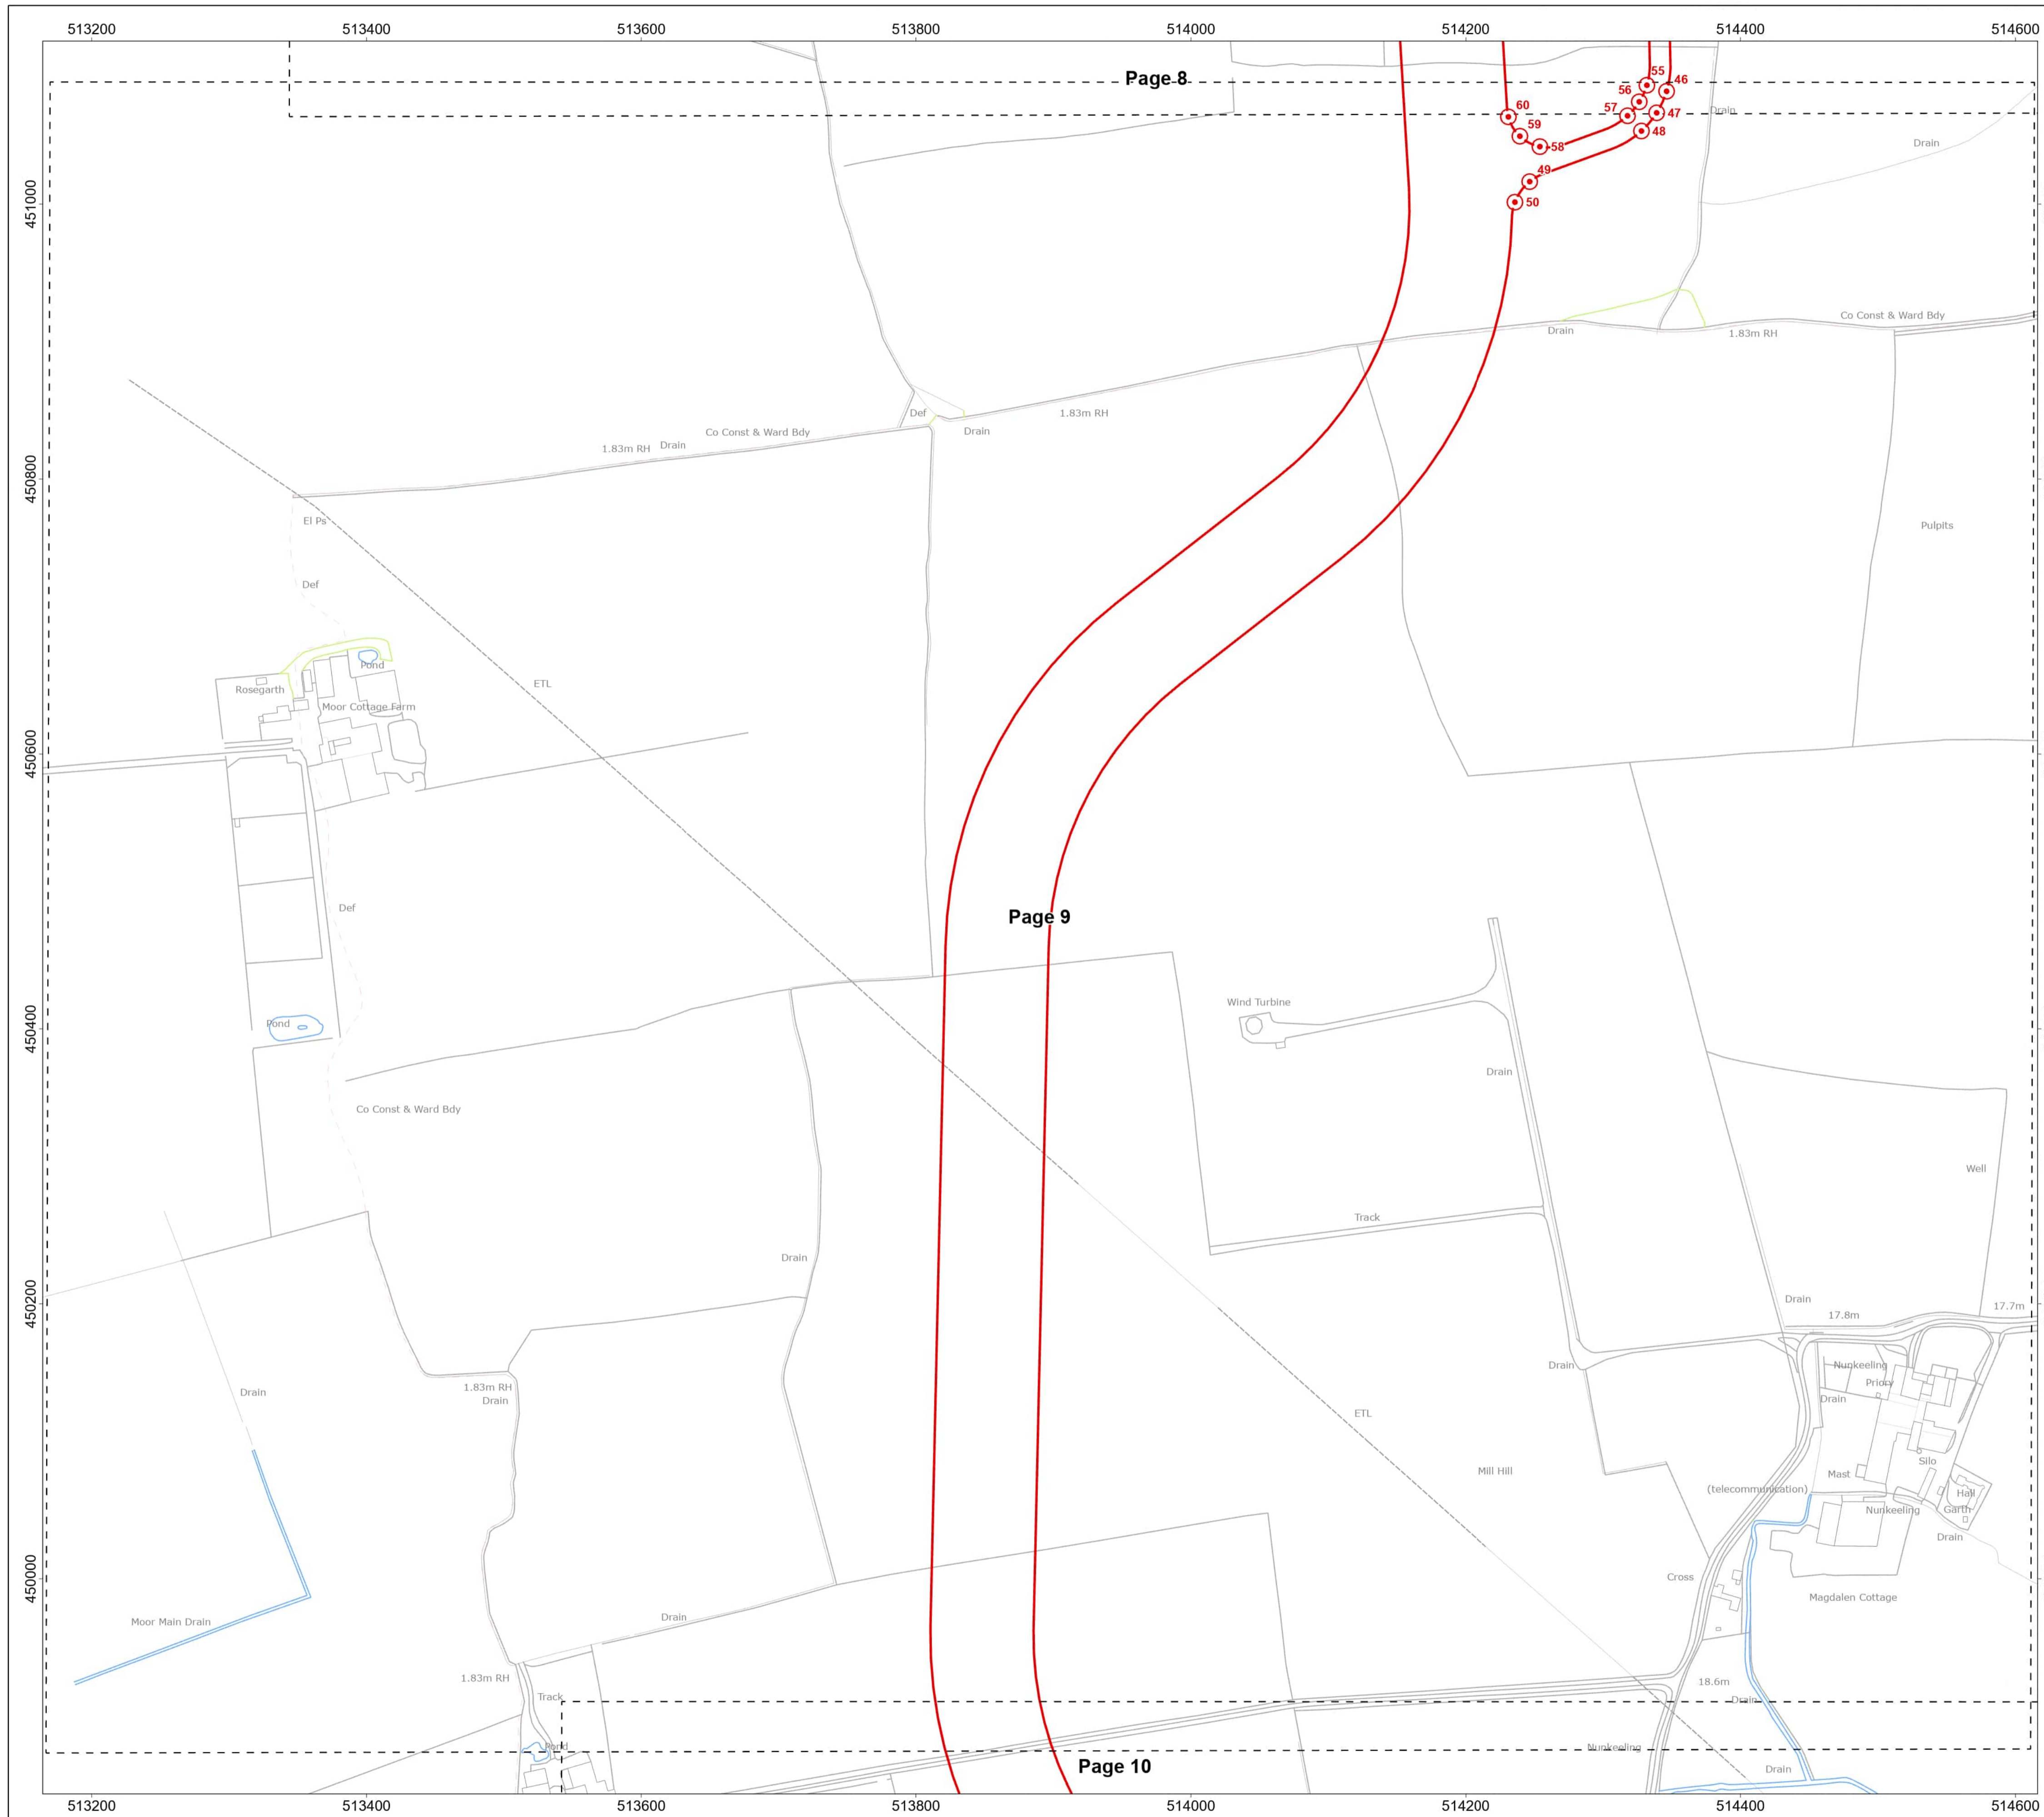 513200 513400 513600 513800 514000 514200 514400 514600
Page 8
55
46
56
57
47
60
59
48
58
49
50
Drain
Drain
451000
Co Const & Ward Bdy
Drain
1.83m RH
Def
1.83m RH
Drain
Co Const & Ward Bdy
1.83m RH
Drain
450800
El Ps
Pulpits
Def
Pond
Rosegarth
Moor Cottage Farm
ETL
450600
Def
Page 9
Wind Turbine
Pond
450400
Drain
Co Const & Ward Bdy
Well
Track
Drain
450200
Drain
17.8m
17.7m
Drain
Nunkeeling
Priory
Drain
1.83m RH
Drain
Drain
ETL
Mill Hill
Silo
Mast
(telecommunication)
Hall
Nunkeeling
Garth
Drain
450000
Cross
Magdalen Cottage
Moor Main Drain
Drain
1.83m RH
18.6m
Track
Drain
Pond
Nunkeeling
Page 10
Drain
513200 513400 513600 513800 514000 514200 514400 514600